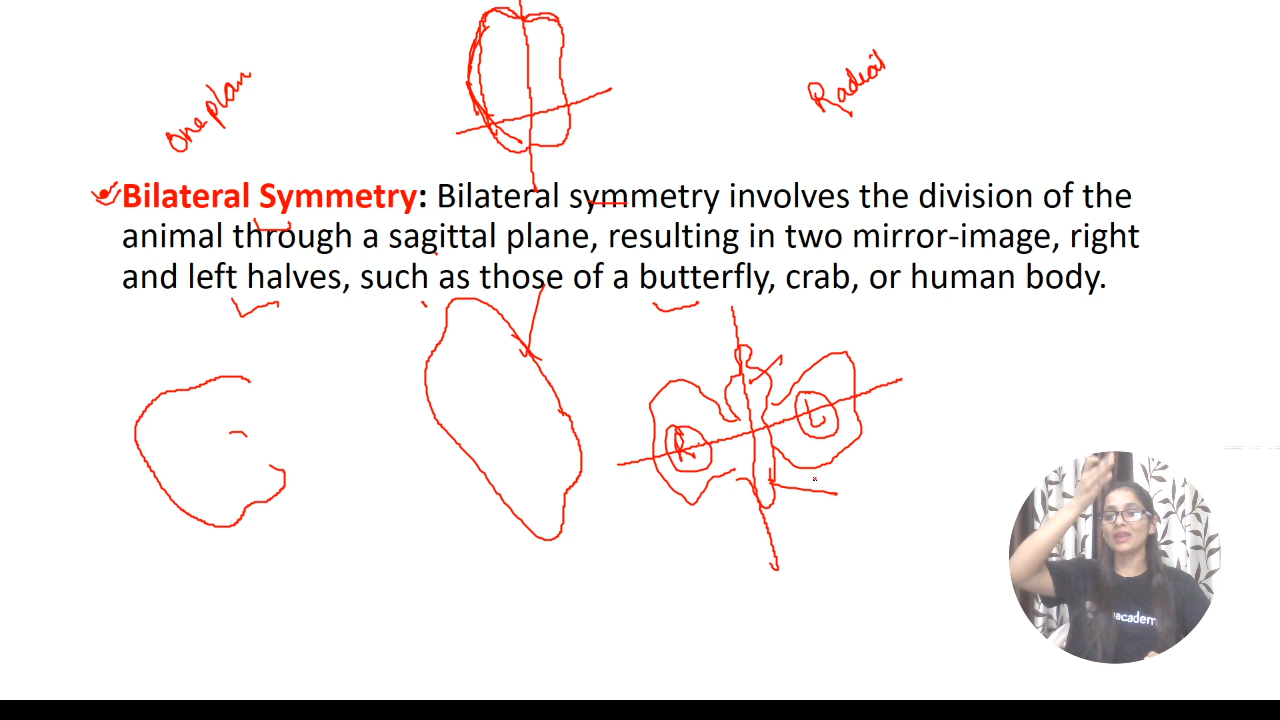 One plan
Radial
Bilateral Symmetry: Bilateral symmetry involves the division of the
animal through a sagittal plane, resulting in two mirror-image, right
and left halves, such as those of a butterfly, crab, or human body.
R
L